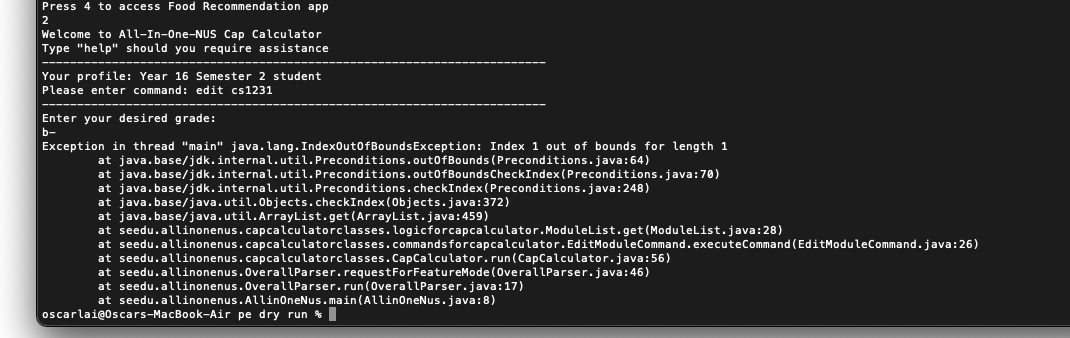 Press 4 to access Food Recommendation app
2
Welcome to All-In-One-NUS Cap Calculator
Type "help" should you require assistance
------------------------------------------------------------------------
Your profile: Year 16 Semester 2 student
Please enter command: edit cs1231
------------------------------------------------------------------------
Enter your desired grade:
b-
Exception in thread "main" java.lang.IndexOutOfBoundsException: Index 1 out of bounds for length 1
        at java.base/jdk.internal.util.Preconditions.outOfBounds(Preconditions.java:64)
        at java.base/jdk.internal.util.Preconditions.outOfBoundsCheckIndex(Preconditions.java:70)
        at java.base/jdk.internal.util.Preconditions.checkIndex(Preconditions.java:248)
        at java.base/java.util.Objects.checkIndex(Objects.java:372)
        at java.base/java.util.ArrayList.get(ArrayList.java:459)
        at seedu.allinonenus.capcalculatorclasses.logicforcapcalculator.ModuleList.get(ModuleList.java:28)
        at seedu.allinonenus.capcalculatorclasses.commandsforcapcalculator.EditModuleCommand.executeCommand(EditModuleCommand.java:26)
        at seedu.allinonenus.capcalculatorclasses.CapCalculator.run(CapCalculator.java:56)
        at seedu.allinonenus.OverallParser.requestForFeatureMode(OverallParser.java:46)
        at seedu.allinonenus.OverallParser.run(OverallParser.java:17)
        at seedu.allinonenus.AllinOneNus.main(AllinOneNus.java:8)
oscarlai@Oscars-MacBook-Air pe dry run %